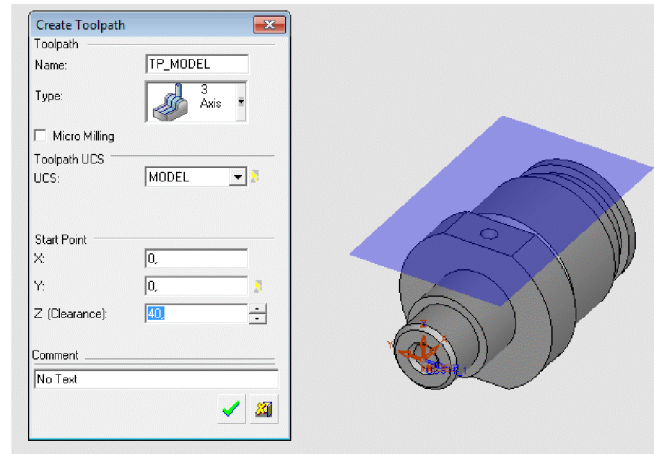 Create Toolpath
Toolpath
Name: TP_MODEL
Type: 3 Axis
Micro Milling
Toolpath UCS
UCS: MODEL
Start Point
X: 0,
Y: 0,
Z (Clearance): 40,
Comment
No Text
Z
Y